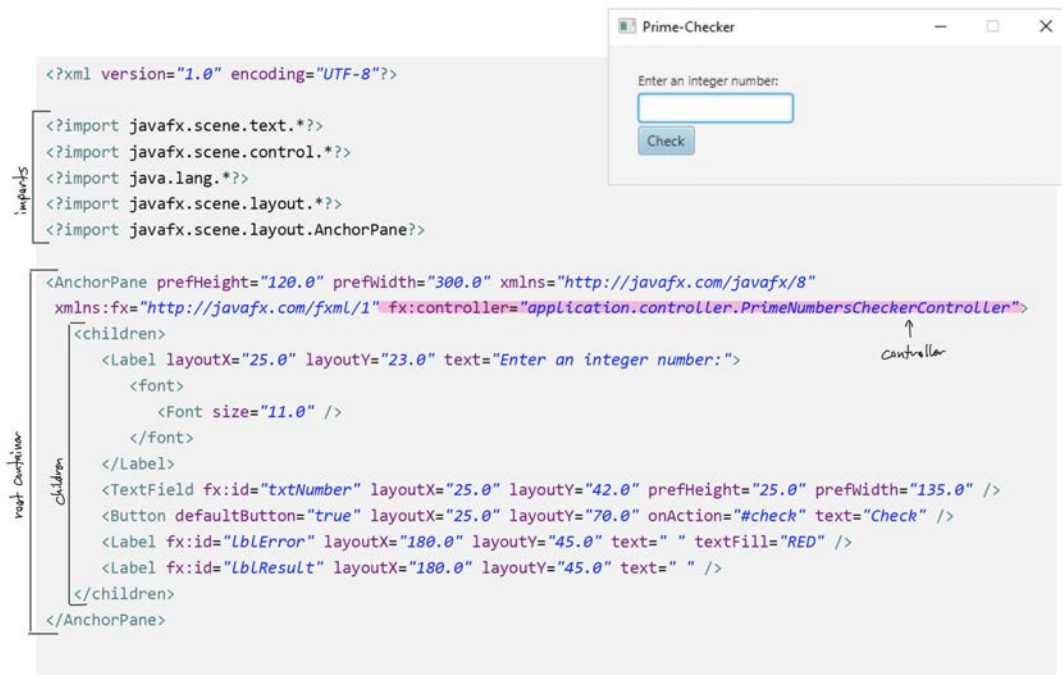 Prime-Checker
Enter an integer number:
Check
<?xml version="1.0" encoding="UTF-8"?>
imports
<?import javafx.scene.text.*?>
<?import javafx.scene.control.*?>
<?import java.lang.*?>
<?import javafx.scene.layout.*?>
<?import javafx.scene.layout.AnchorPane?>
root container
<AnchorPane prefHeight="120.0" prefWidth="300.0" xmlns="http://javafx.com/javafx/8"
xmlns:fx="http://javafx.com/fxml/1" fx:controller="application.controller.PrimeNumbersCheckerController">
controller
children
<children>
<Label layoutX="25.0" layoutY="23.0" text="Enter an integer number:">
<font>
<Font size="11.0" />
</font>
</Label>
<TextField fx:id="txtNumber" layoutX="25.0" layoutY="42.0" prefHeight="25.0" prefWidth="135.0" />
<Button defaultButton="true" layoutX="25.0" layoutY="70.0" onAction="#check" text="Check" />
<Label fx:id="lblError" layoutX="180.0" layoutY="45.0" text=" " textFill="RED" />
<Label fx:id="lblResult" layoutX="180.0" layoutY="45.0" text=" " />
</children>
</AnchorPane>